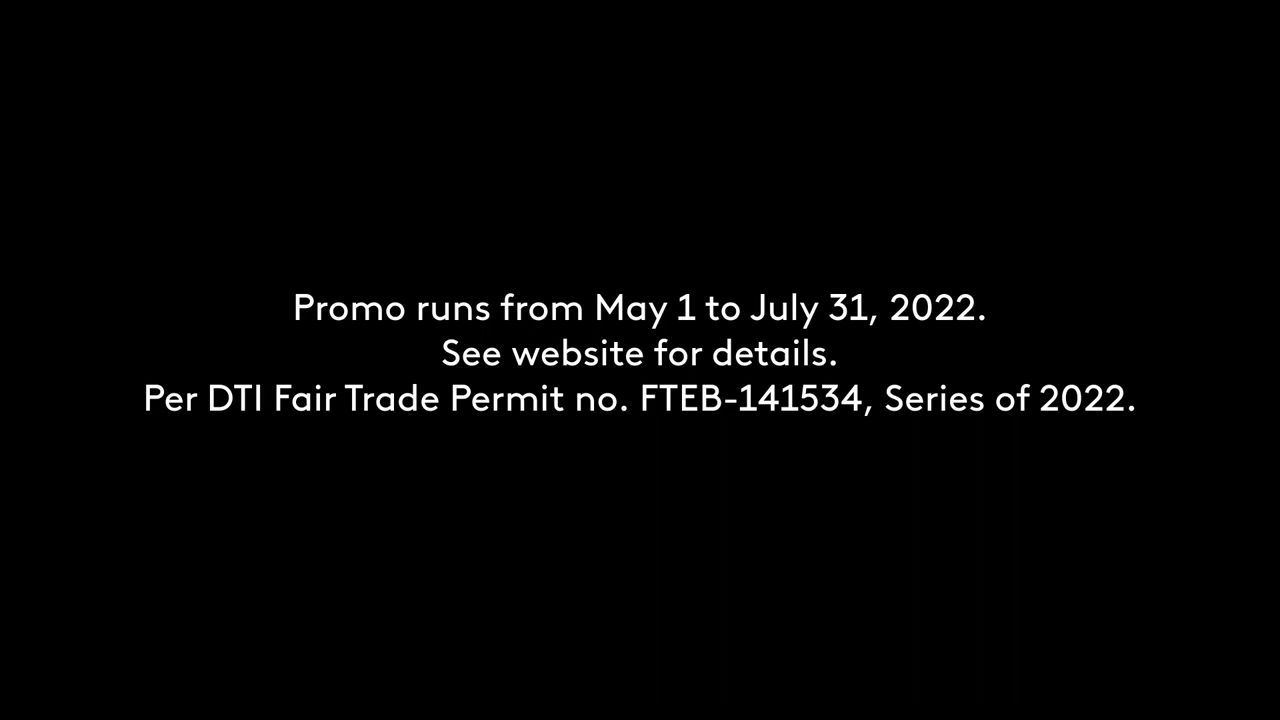 Promo runs from May 1 to July 31, 2022.
See website for details.
Per DTI Fair Trade Permit no. FTEB-141534, Series of 2022.